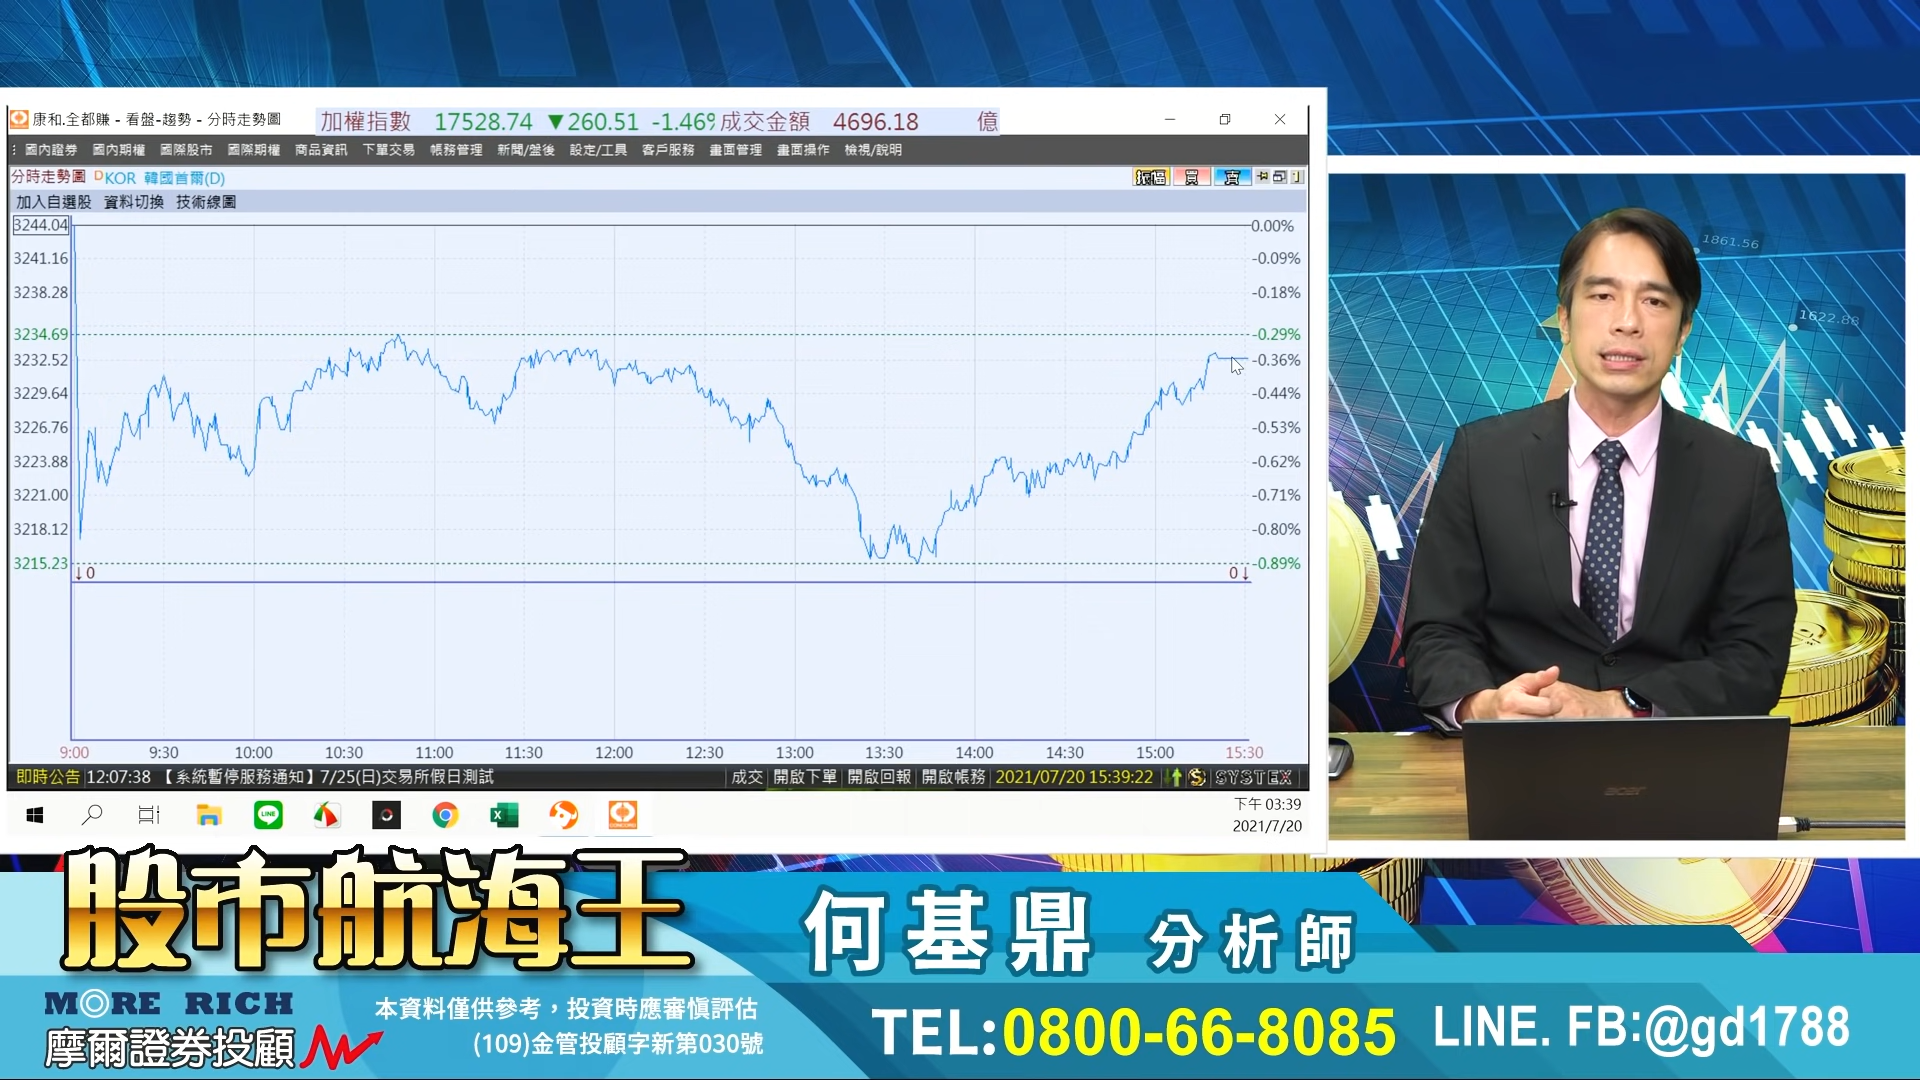 康和.全都賺 - 看盤-趨勢 - 分時走勢圖
加權指數 17528.74 ▼260.51 -1.46% 成交金額 4696.18 億
國內證券 國內期權 國際股市 國際期權 商品資訊 下單交易 帳務管理 新聞/盤後 設定/工具 客戶服務 畫面管理 畫面操作 檢視/說明
分時走勢圖 D KOR 韓國首爾(D) 振幅 買 賣
加入自選股 資料切換 技術線圖
3244.04 0.00%
3241.16 -0.09%
3238.28 -0.18%
3234.69 -0.29%
3232.52 -0.36%
3229.64 -0.44%
3226.76 -0.53%
3223.88 -0.62%
3221.00 -0.71%
3218.12 -0.80%
3215.23 -0.89%
↓0 0↓
9:00 9:30 10:00 10:30 11:00 11:30 12:00 12:30 13:00 13:30 14:00 14:30 15:00 15:30
即時公告 12:07:38 【系統暫停服務通知】7/25(日)交易所假日測試 成交 開啟下單 開啟回報 開啟帳務 2021/07/20 15:39:22 SYSTEX
LINE
下午 03:39
2021/7/20
1861.56
1622.88
acer
股市航海王
何基鼎 分析師
MORE RICH
摩爾證券投顧
本資料僅供參考，投資時應審慎評估
(109)金管投顧字新第030號
TEL:0800-66-8085
LINE. FB:@gd1788